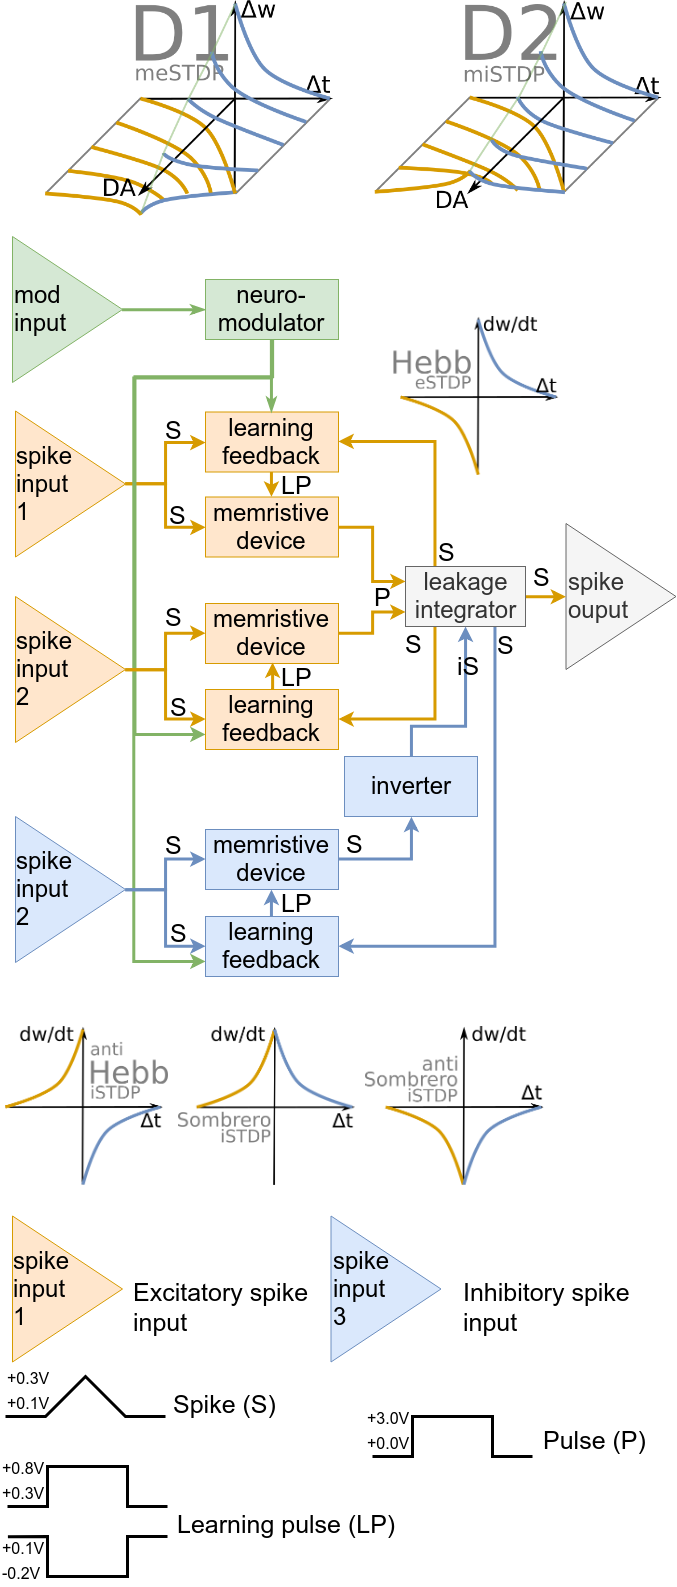 D1
meSTDP
Δw
Δt
DA
D2
miSTDP
Δw
Δt
DA
mod
input
neuro-
modulator
dw/dt
Hebb
eSTDP
Δt
spike
input
1
S
S
learning
feedback
LP
memristive
device
S
P
leakage
integrator
S
spike
ouput
spike
input
2
S
S
memristive
device
LP
learning
feedback
S
iS
S
inverter
spike
input
2
S
S
memristive
device
S
LP
learning
feedback
dw/dt
anti
Hebb
iSTDP
Δt
dw/dt
Sombrero
iSTDP
Δt
dw/dt
anti
Sombrero
iSTDP
Δt
spike
input
1
Excitatory spike
input
spike
input
3
Inhibitory spike
input
+0.3V
+0.1V
Spike (S)
+3.0V
+0.0V
Pulse (P)
+0.8V
+0.3V
Learning pulse (LP)
+0.1V
-0.2V